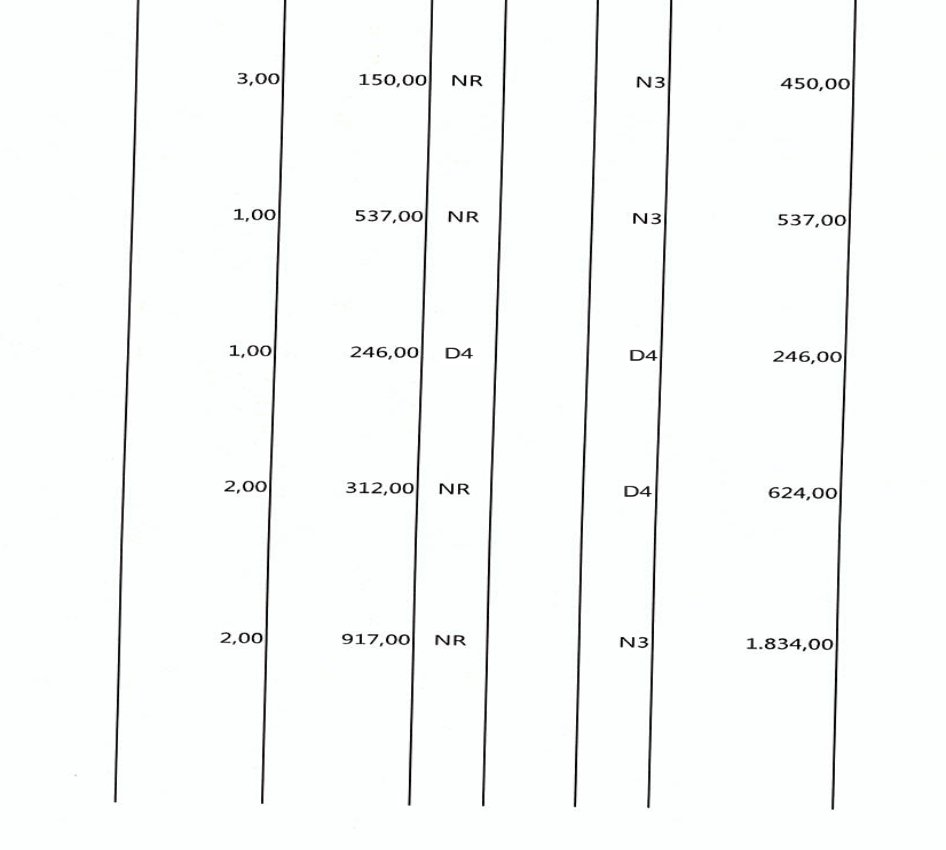 3,00 150,00 NR N3 450,00
1,00 537,00 NR N3 537,00
1,00 246,00 D4 D4 246,00
2,00 312,00 NR D4 624,00
2,00 917,00 NR N3 1.834,00